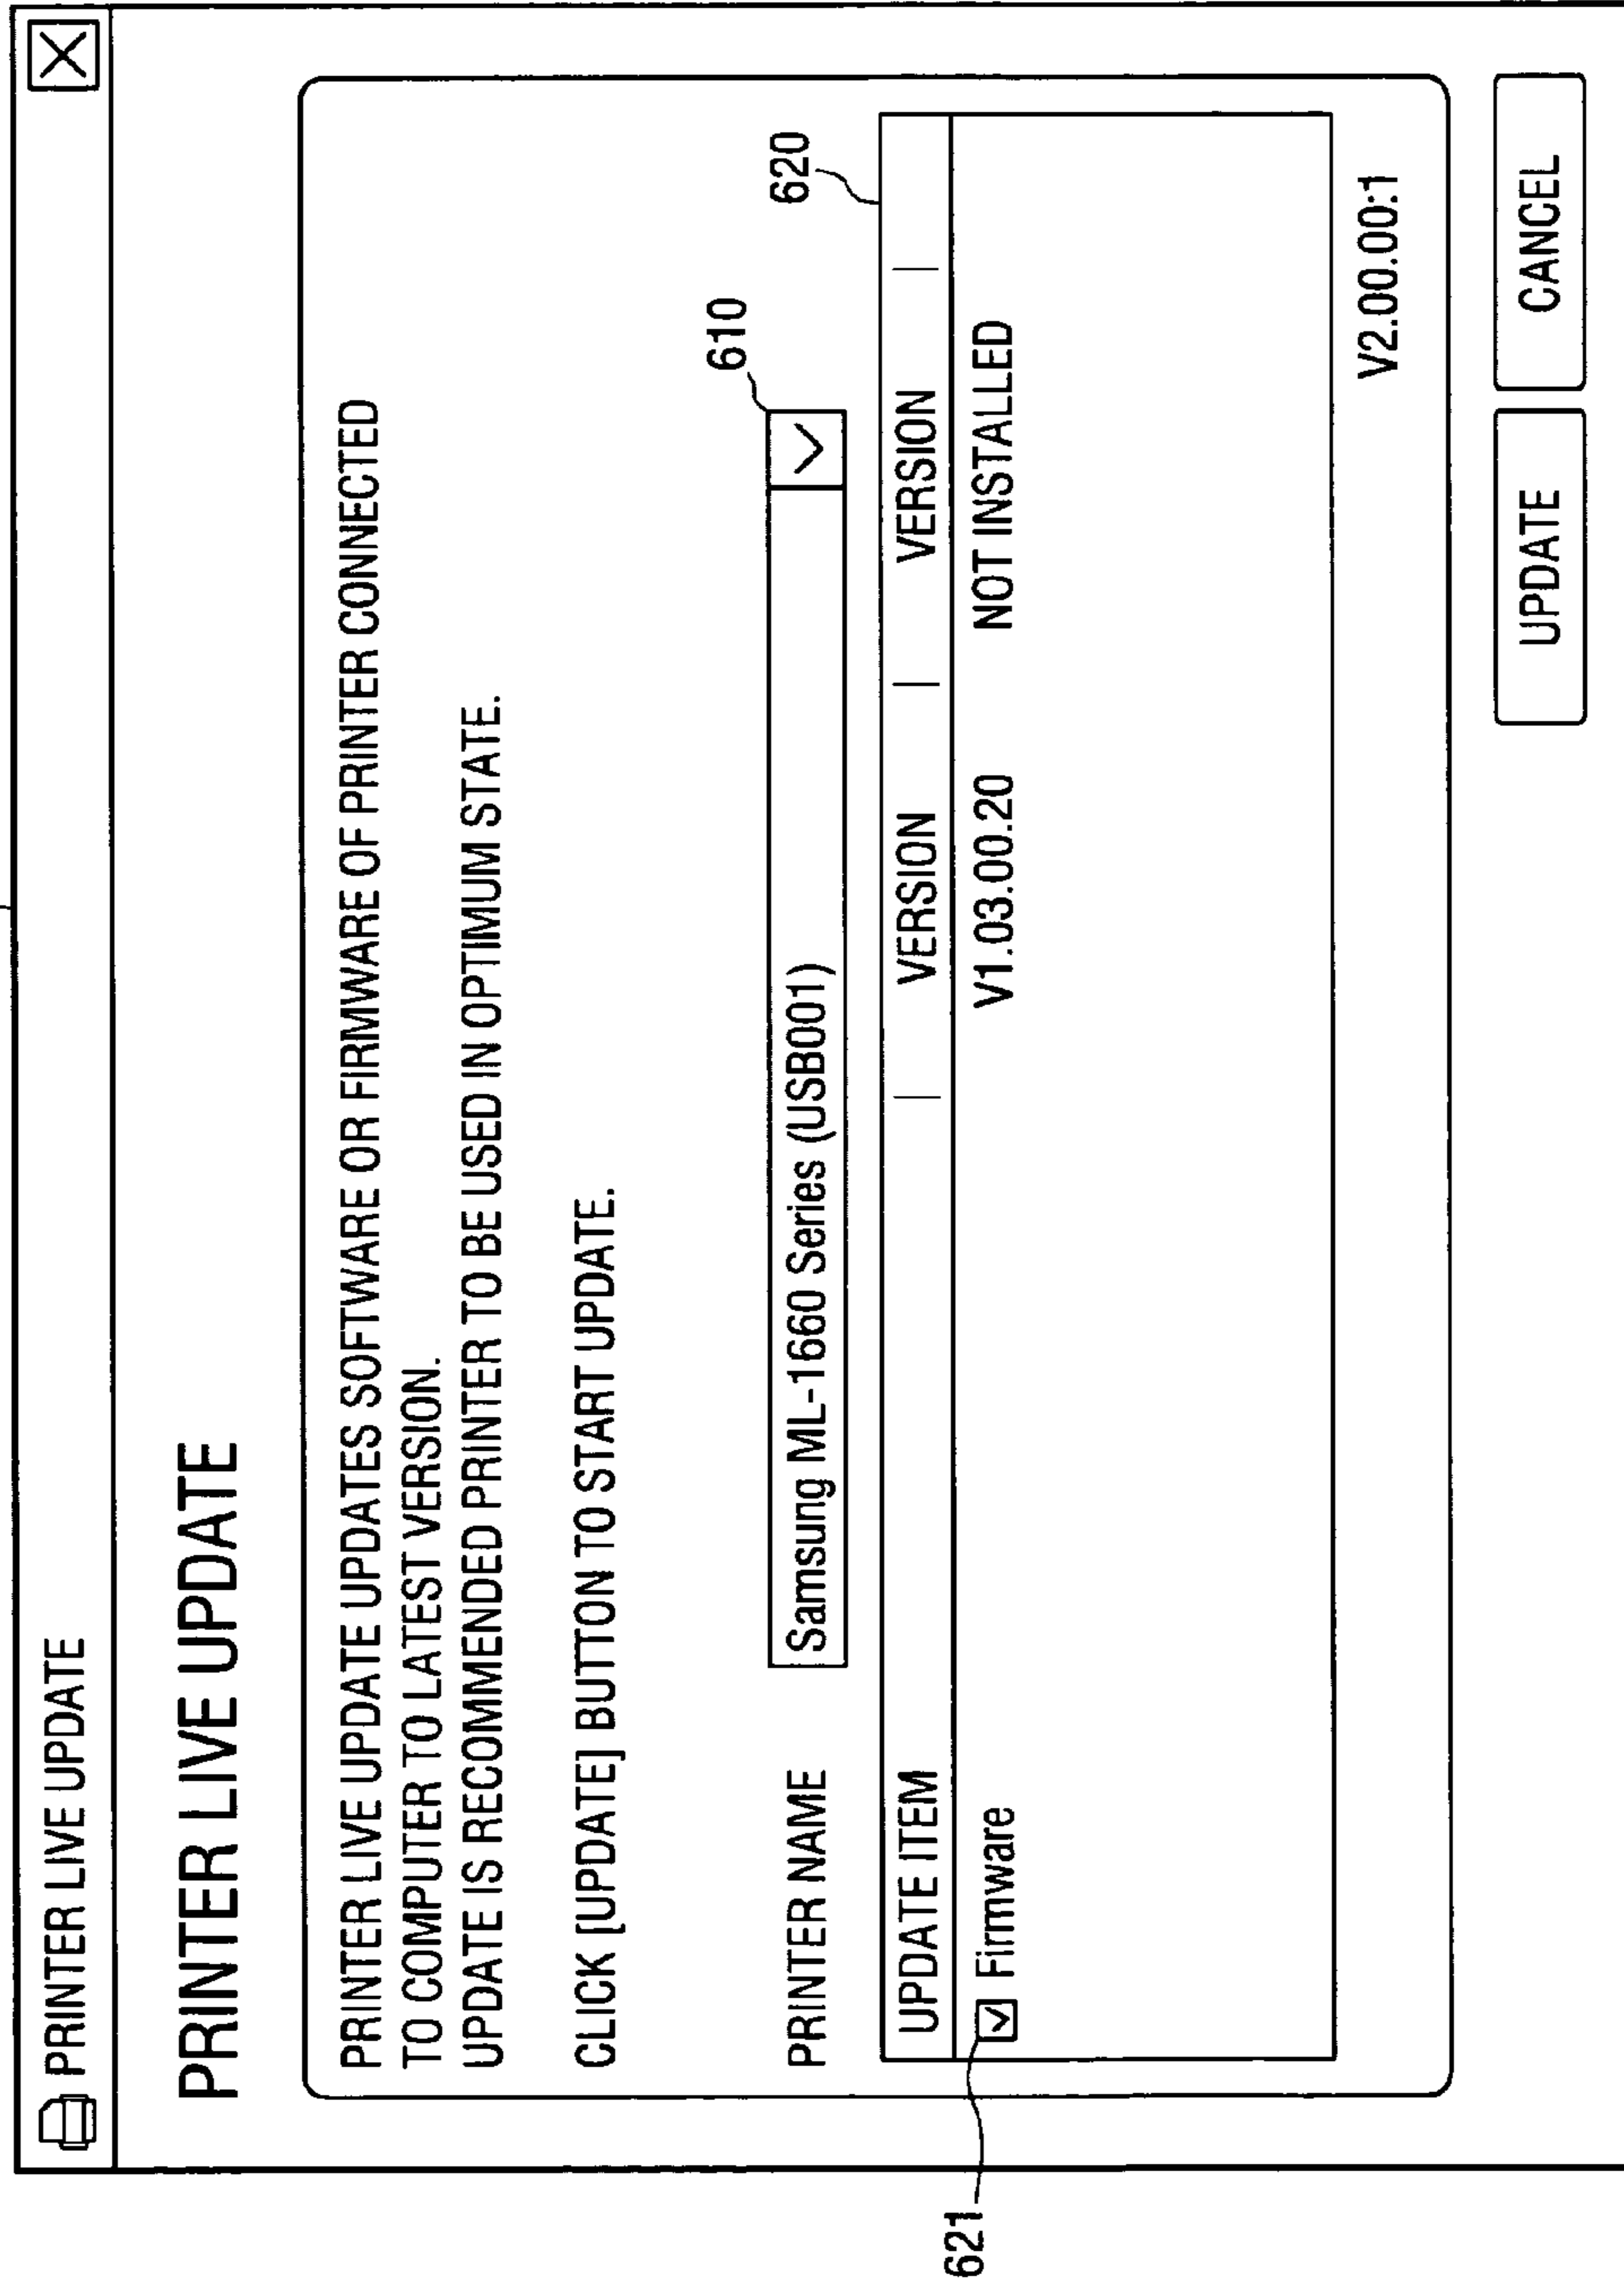 PRINTER LIVE UPDATE
PRINTER LIVE UPDATE
PRINTER LIVE UPDATE UPDATES SOFTWARE OR FIRMWARE OF PRINTER CONNECTED
TO COMPUTER TO LATEST VERSION.
UPDATE IS RECOMMENDED PRINTER TO BE USED IN OPTIMUM STATE.
CLICK [UPDATE] BUTTON TO START UPDATE.
610
PRINTER NAME Samsung ML-1660 Series (USB001)
620
UPDATE ITEM VERSION VERSION
621 Firmware V1.03.00.20 NOT INSTALLED
V2.00.00:1
UPDATE CANCEL